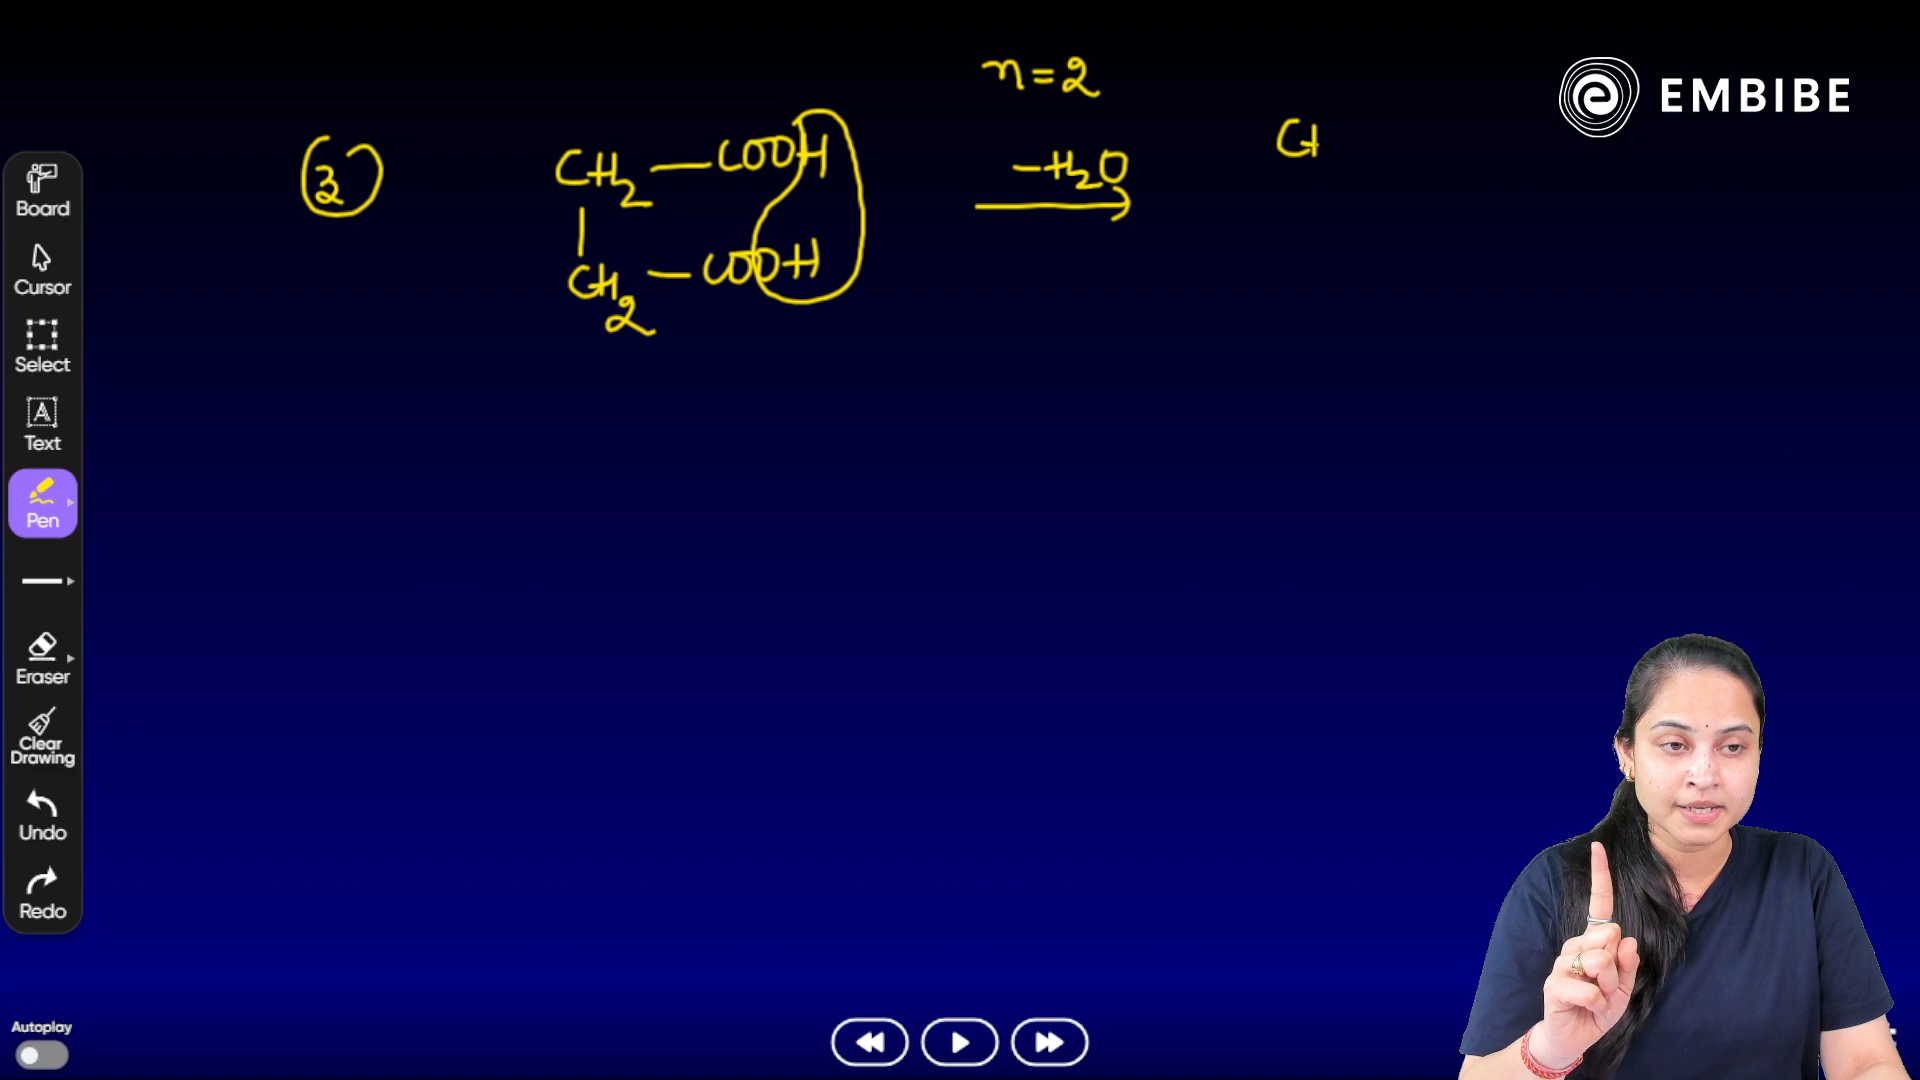 EMBIBE
n=2
(3) CH2—COOH -H2O CH
|
CH2—COOH
Board
Cursor
Select
Text
Pen
Eraser
Clear
Drawing
Undo
Redo
Autoplay